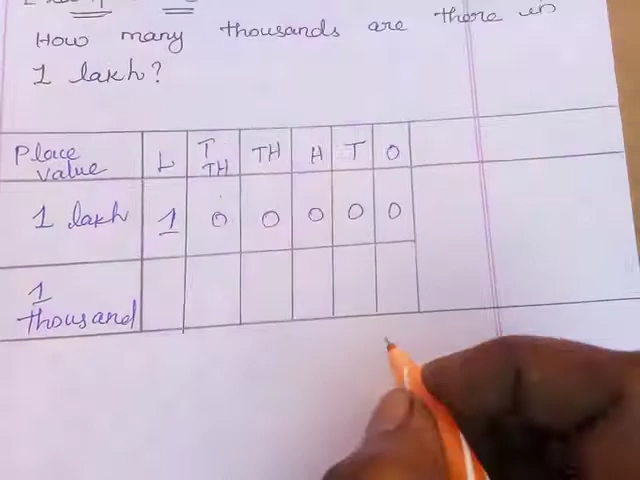 How many thousands are there in
1 lakh?
Place value L T TH TH H T O
1 lakh 1 0 0 0 0 0
1 thousand